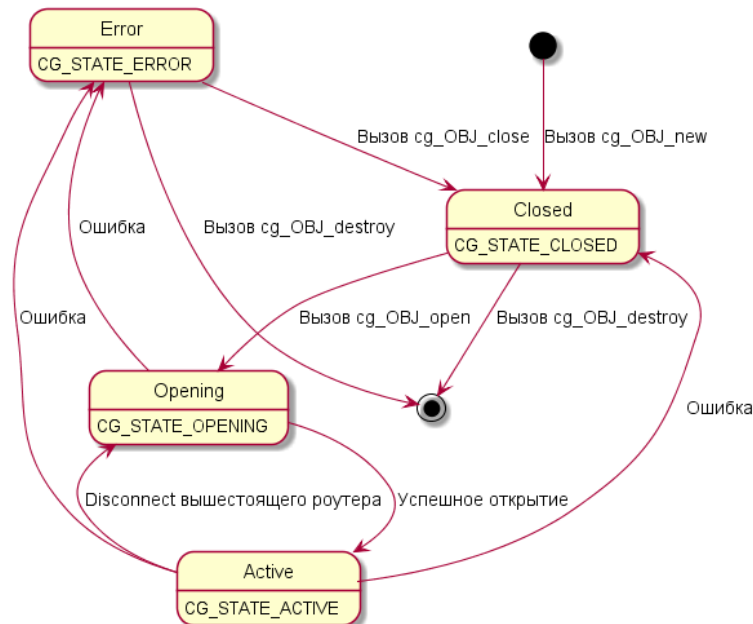 Error
CG_STATE_ERROR
Вызов cg_OBJ_close
Вызов cg_OBJ_new
Closed
CG_STATE_CLOSED
Ошибка
Вызов cg_OBJ_destroy
Ошибка
Вызов cg_OBJ_open
Вызов cg_OBJ_destroy
Opening
CG_STATE_OPENING
Ошибка
Disconnect вышестоящего роутера
Успешное открытие
Active
CG_STATE_ACTIVE